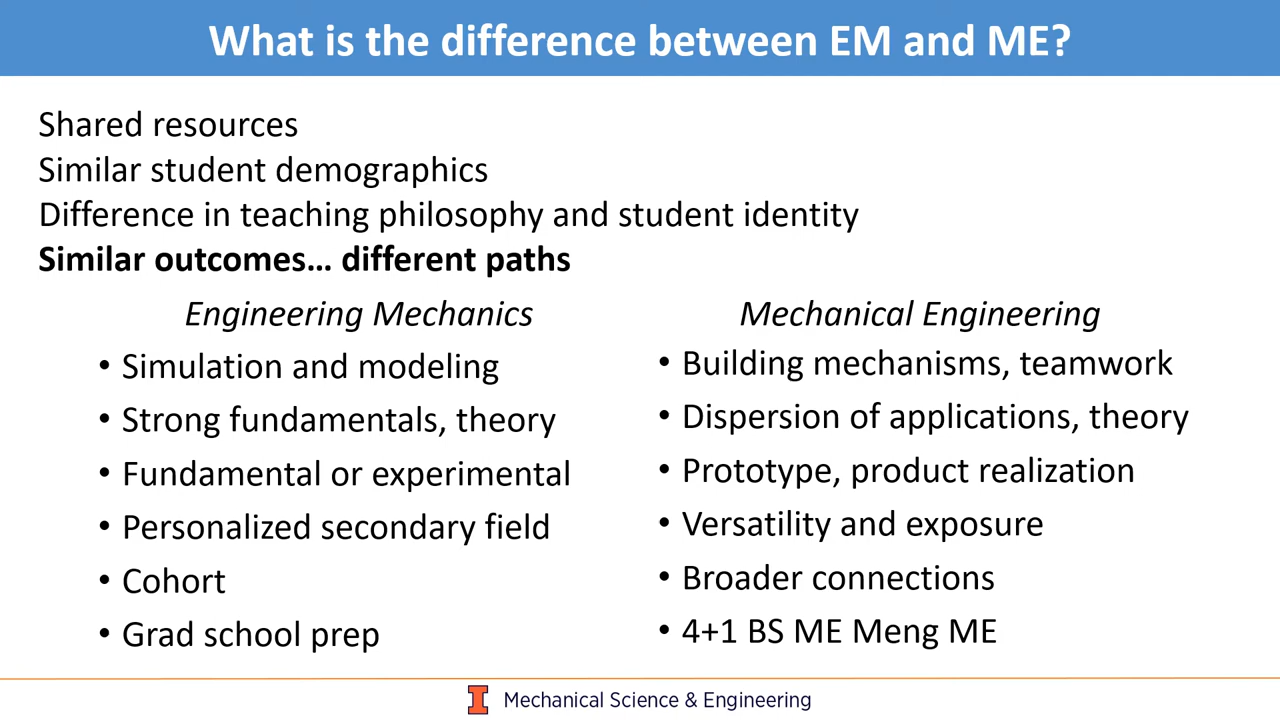 What is the difference between EM and ME?
Shared resources
Similar student demographics
Difference in teaching philosophy and student identity
Similar outcomes… different paths
Engineering Mechanics
• Simulation and modeling
• Strong fundamentals, theory
• Fundamental or experimental
• Personalized secondary field
• Cohort
• Grad school prep
Mechanical Engineering
• Building mechanisms, teamwork
• Dispersion of applications, theory
• Prototype, product realization
• Versatility and exposure
• Broader connections
• 4+1 BS ME Meng ME
I Mechanical Science & Engineering